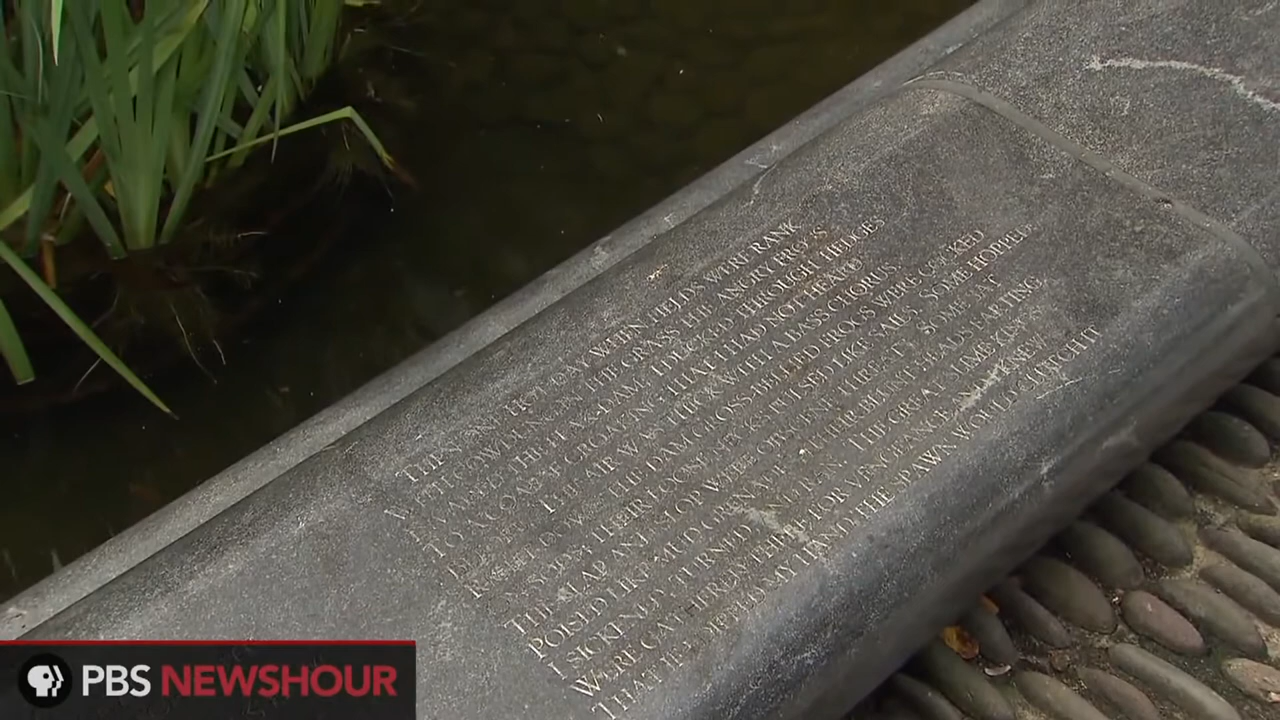 THEN ONE HOT DAY WHEN FIELDS WERE RANK
WITH COWDUNG IN THE GRASS THE ANGRY FROGS
INVADED THE FLAX-DAM; I DUCKED THROUGH HEDGES
TO A COARSE CROAKING THAT I HAD NOT HEARD
BEFORE. THE AIR WAS THICK WITH A BASS CHORUS.
RIGHT DOWN THE DAM GROSS-BELLIED FROGS WERE COCKED
ON SODS; THEIR LOOSE NECKS PULSED LIKE SAILS. SOME HOPPED:
THE SLAP AND PLOP WERE OBSCENE THREATS. SOME SAT
POISED LIKE MUD GRENADES, THEIR BLUNT HEADS FARTING.
I SICKENED, TURNED, AND RAN. THE GREAT SLIME KINGS
WERE GATHERED THERE FOR VENGEANCE AND I KNEW
THAT IF I DIPPED MY HAND THE SPAWN WOULD CLUTCH IT
PBS NEWSHOUR